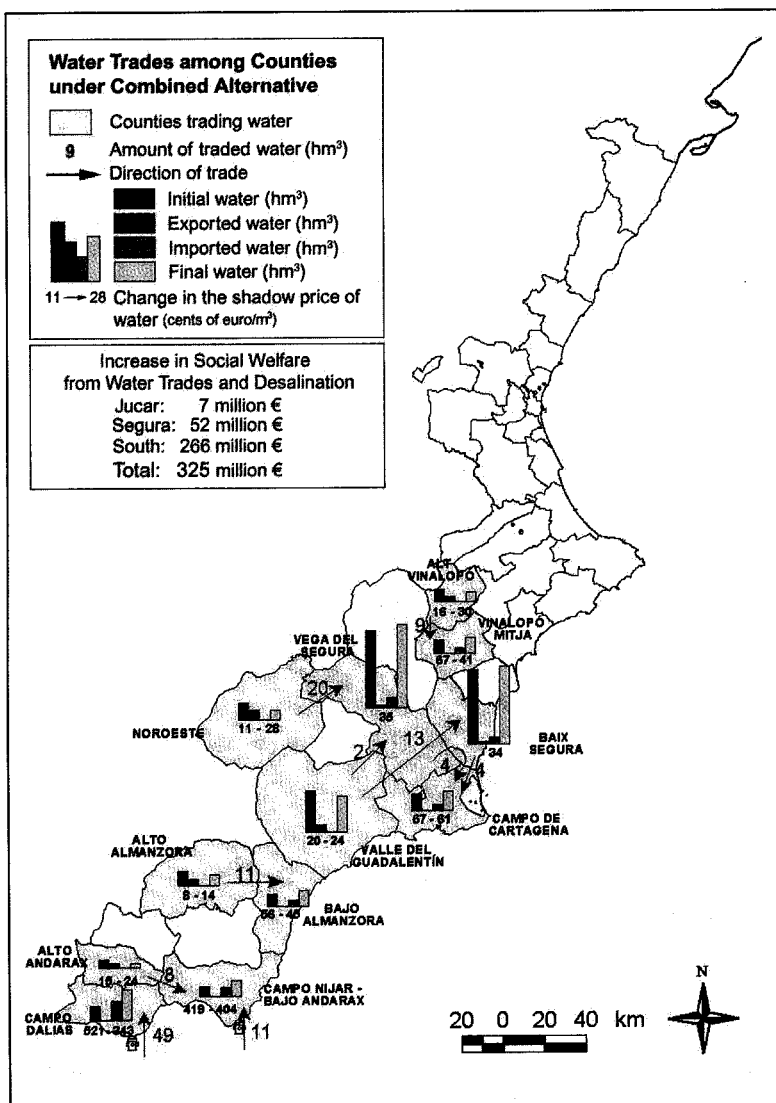 Water Trades among Counties
under Combined Alternative
Counties trading water
9 Amount of traded water (hm³)
Direction of trade
Initial water (hm³)
Exported water (hm³)
Imported water (hm³)
Final water (hm³)
11 → 28 Change in the shadow price of
water (cents of euro/m³)
Increase in Social Welfare
from Water Trades and Desalination
Jucar: 7 million €
Segura: 52 million €
South: 266 million €
Total: 325 million €
ALT
VINALOPO
16 - 30
9
VINALOPO
MITJA
67 - 41
VEGA DEL
SEGURA
20
35
NOROESTE
11 - 28
13
2
BAIX
SEGURA
34
4
4
67 - 61
CAMPO DE
CARTAGENA
20 - 24
VALLE DEL
GUADALENTÍN
ALTO
ALMANZORA
11
8 - 14
BAJO
ALMANZORA
ALTO
ANDARAX
16 - 24
8
CAMPO NIJAR -
BAJO ANDARAX
419 - 404
CAMPO
DALIAS
49
11
N
20 0 20 40 km